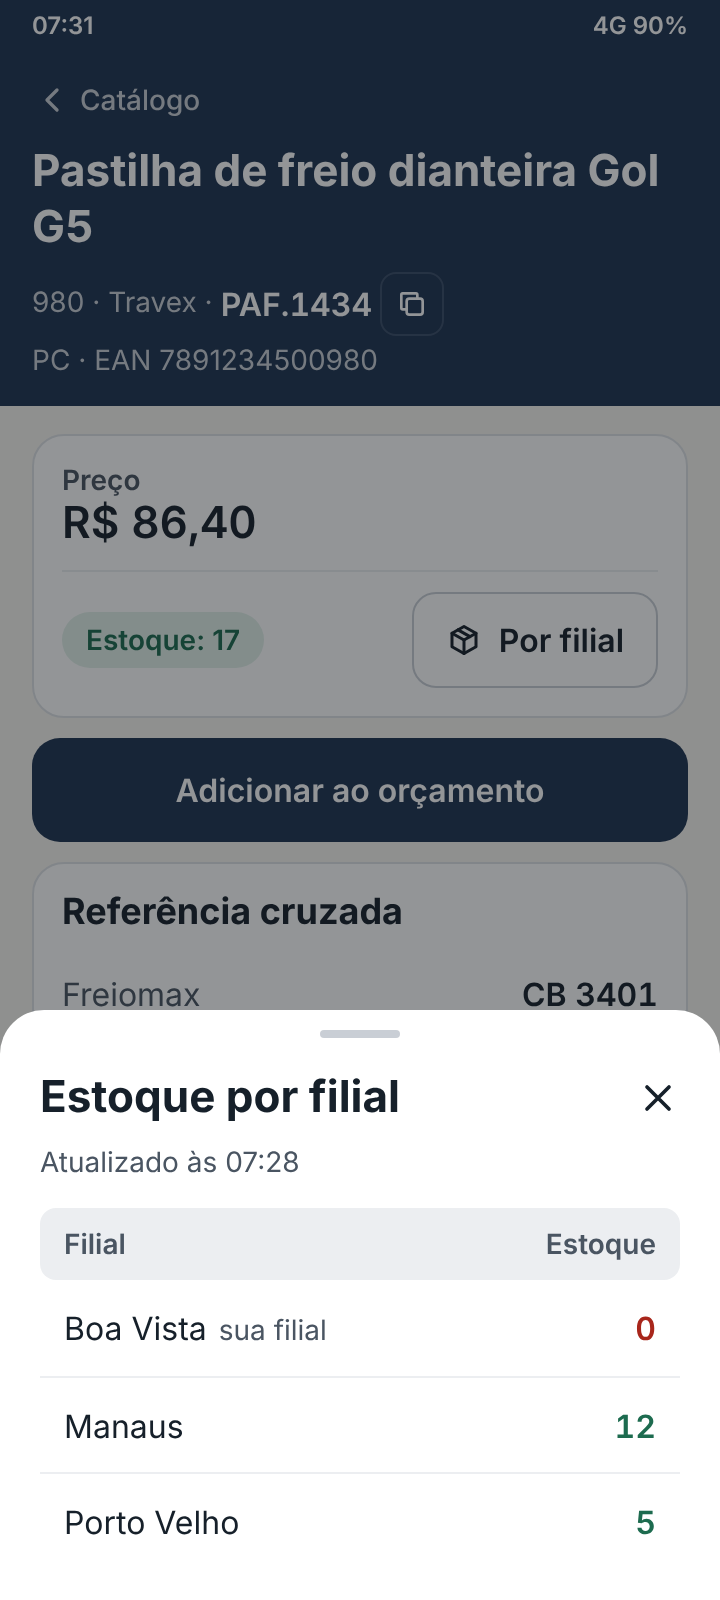 07:31 4G 90%
Catálogo
Pastilha de freio dianteira Gol
G5
980 · Travex · PAF.1434
PC · EAN 7891234500980
Preço
R$ 86,40
Estoque: 17 Por filial
Adicionar ao orçamento
Referência cruzada
Freiomax CB 3401
Estoque por filial
Atualizado às 07:28
Filial Estoque
Boa Vista sua filial 0
Manaus 12
Porto Velho 5